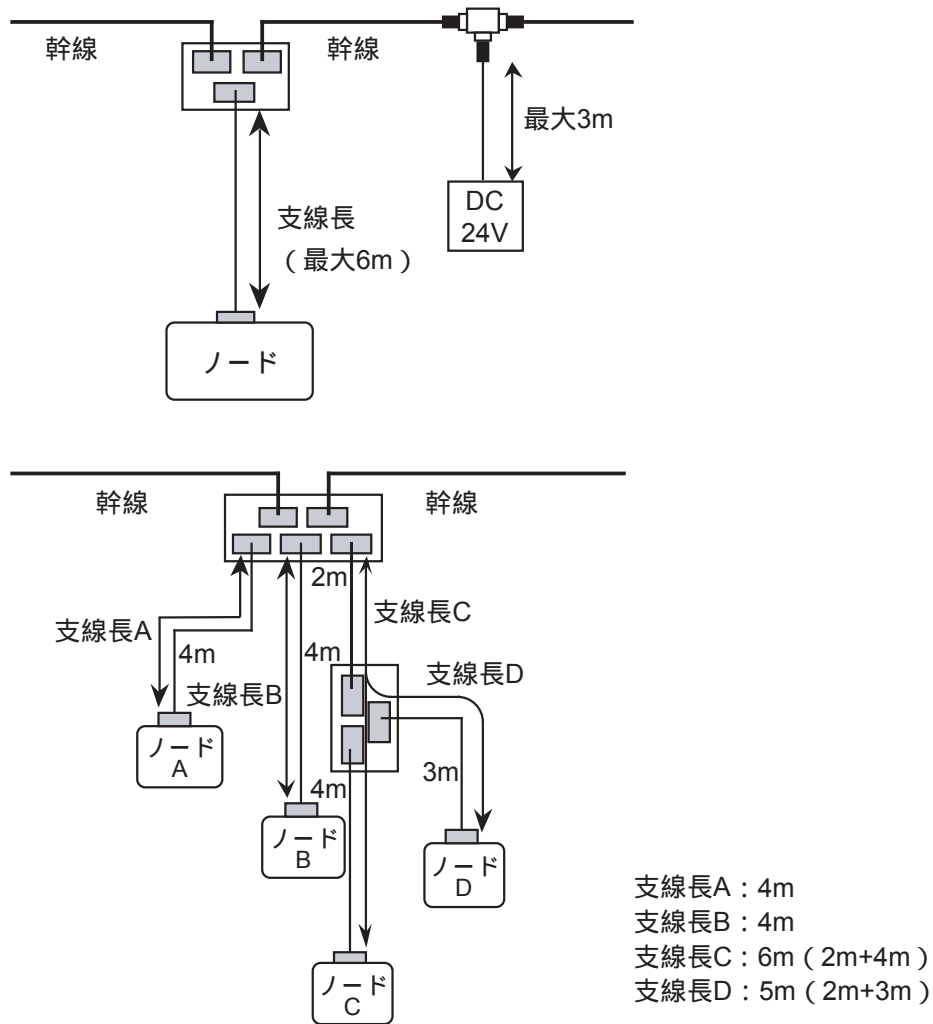 幹線
幹線
最大3m
DC
24V
支線長
（最大6m）
ノード
幹線
幹線
2m
支線長A
支線長C
4m
4m
支線長B
支線長D
ノード
A
4m
3m
ノード
B
ノード
D
ノード
C
支線長A：4m
支線長B：4m
支線長C：6m（2m+4m）
支線長D：5m（2m+3m）